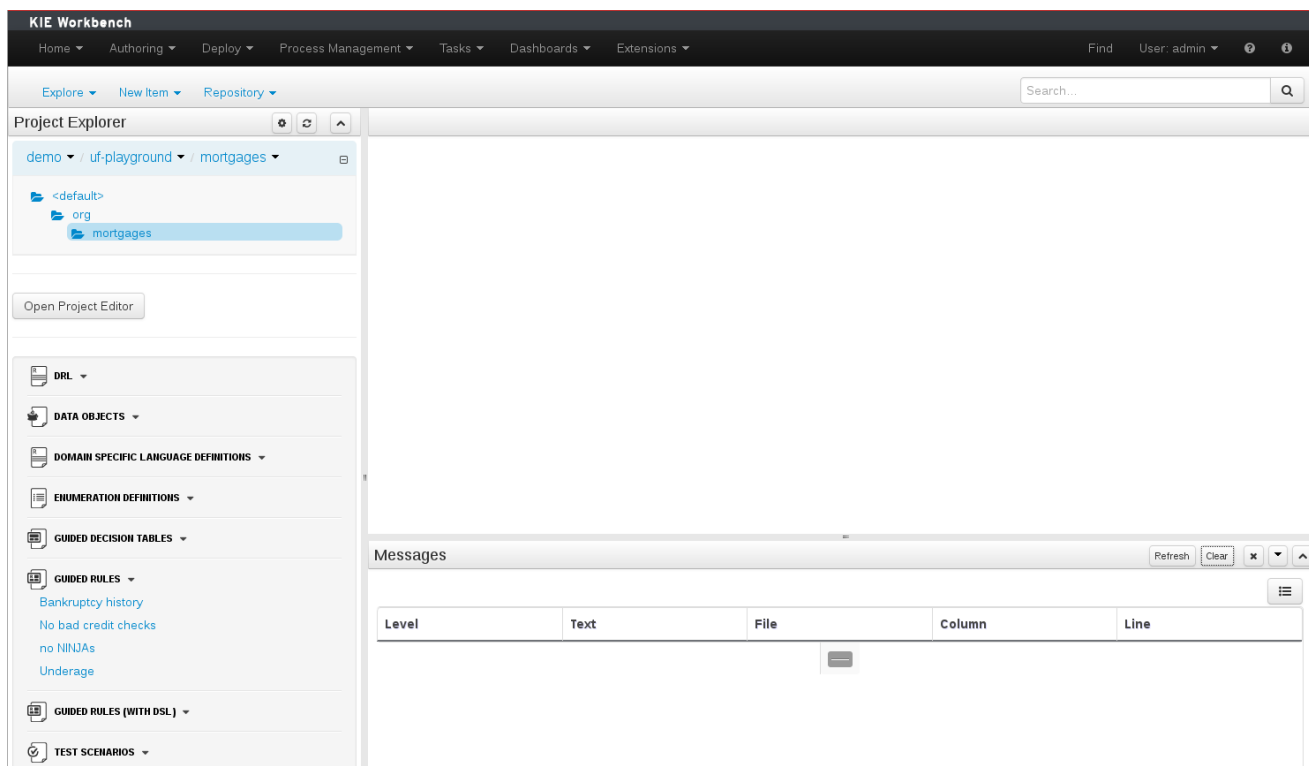 KIE Workbench
Home Authoring Deploy Process Management Tasks Dashboards Extensions Find User: admin
Explore New Item Repository Search...
Project Explorer
demo / uf-playground / mortgages
<default>
org
mortgages
Open Project Editor
DRL
DATA OBJECTS
DOMAIN SPECIFIC LANGUAGE DEFINITIONS
ENUMERATION DEFINITIONS
GUIDED DECISION TABLES
GUIDED RULES
Bankruptcy history
No bad credit checks
no NINJAs
Underage
GUIDED RULES (WITH DSL)
TEST SCENARIOS
Messages Refresh Clear
Level Text File Column Line